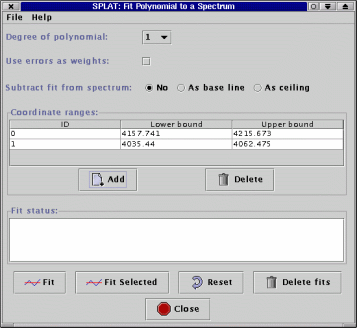 SPLAT: Fit Polynomial to a Spectrum
File Help
Degree of polynomial: 1
Use errors as weights:
Subtract fit from spectrum: No As base line As ceiling
Coordinate ranges:
ID Lower bound Upper bound
0 4157.741 4215.673
1 4035.44 4062.475
Add Delete
Fit status:
Fit Fit Selected Reset Delete fits
Close